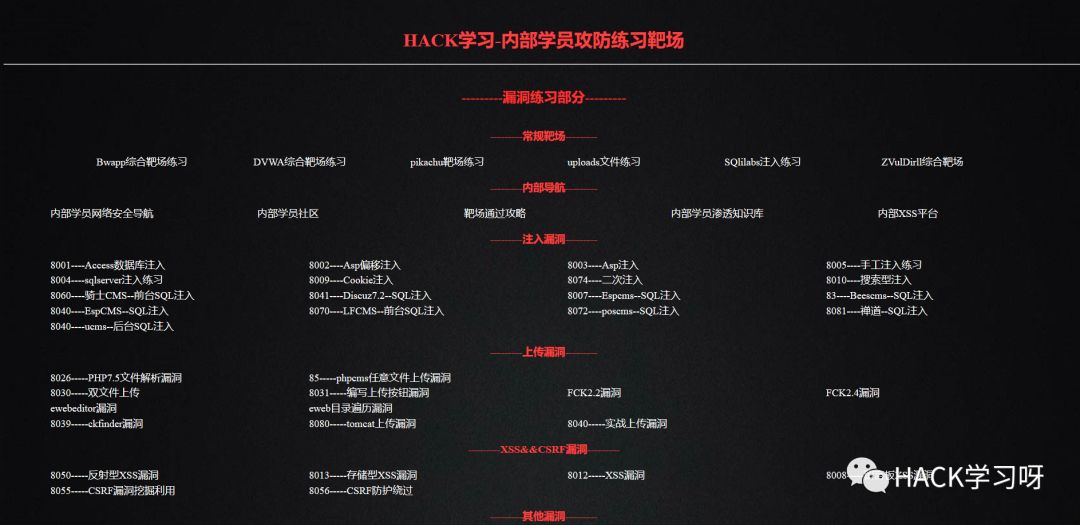 HACK学习-内部学员攻防练习靶场
---------漏洞练习部分---------
---------常规靶场---------
Bwapp综合靶场练习 DVWA综合靶场练习 pikachu靶场练习 uploads文件练习 SQlilabs注入练习 ZVulDirll综合靶场
---------内部导航---------
内部学员网络安全导航 内部学员社区 靶场通过攻略 内部学员渗透知识库 内部XSS平台
---------注入漏洞---------
8001----Access数据库注入 8002----Asp偏移注入 8003----Asp注入 8005----手工注入练习
8004----sqlserver注入练习 8009----Cookie注入 8074----二次注入 8010----搜索型注入
8060----骑士CMS--前台SQL注入 8041----Discuz7.2--SQL注入 8007----Espcms--SQL注入 83----Beescms--SQL注入
8040----EspCMS--SQL注入 8070----LFCMS--前台SQL注入 8072----poscms--SQL注入 8081----禅道--SQL注入
8040----ucms--后台SQL注入
---------上传漏洞---------
8026-----PHP7.5文件解析漏洞 85-----phpcms任意文件上传漏洞
8030-----双文件上传 8031-----编写上传按钮漏洞 FCK2.2漏洞 FCK2.4漏洞
ewebeditor漏洞 eweb目录遍历漏洞
8039-----ckfinder漏洞 8080-----tomcat上传漏洞 8040-----实战上传漏洞
---------XSS&&CSRF漏洞---------
8050-----反射型XSS漏洞 8013-----存储型XSS漏洞 8012-----XSS漏洞 8008
8055-----CSRF漏洞挖掘利用 8056-----CSRF防护绕过
HACK学习呀
---------其他漏洞---------